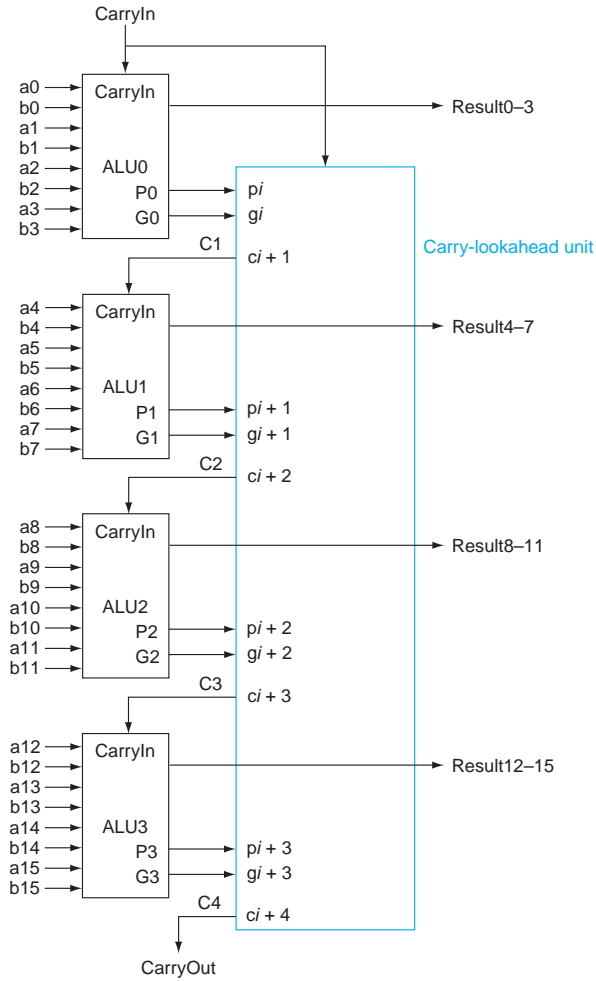 CarryIn
a0
b0
a1
b1
a2
b2
a3
b3
CarryIn
ALU0
P0
G0
Result0–3
pi
gi
Carry-lookahead unit
C1
ci + 1
a4
b4
a5
b5
a6
b6
a7
b7
CarryIn
ALU1
P1
G1
Result4–7
pi + 1
gi + 1
C2
ci + 2
a8
b8
a9
b9
a10
b10
a11
b11
CarryIn
ALU2
P2
G2
Result8–11
pi + 2
gi + 2
C3
ci + 3
a12
b12
a13
b13
a14
b14
a15
b15
CarryIn
ALU3
P3
G3
Result12–15
pi + 3
gi + 3
C4
ci + 4
CarryOut